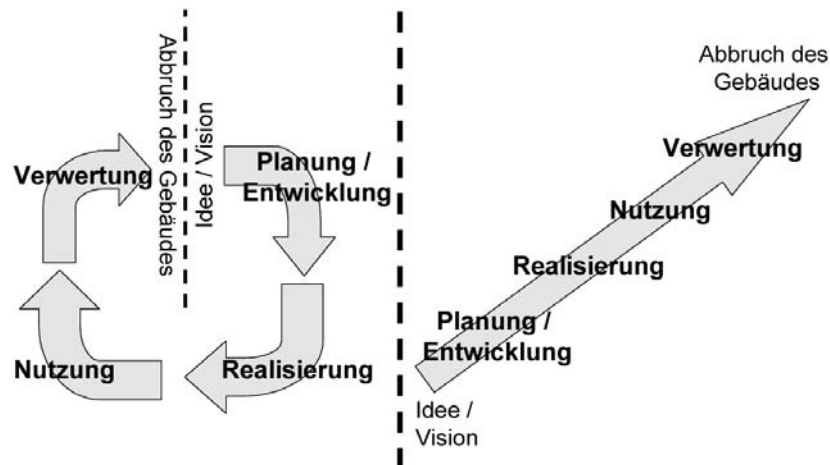 Abbruch des Gebäudes
Idee / Vision
Planung /
Entwicklung
Verwertung
Nutzung
Realisierung
Abbruch des
Gebäudes
Verwertung
Nutzung
Realisierung
Planung /
Entwicklung
Idee /
Vision